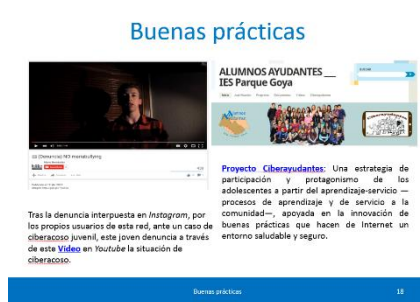 Buenas prácticas
ALUMNOS AYUDANTES __
IES Parque Goya
(Denuncia) NO more bullying
Proyecto Ciberayudantes: Una estrategia de
participación y protagonismo de los
adolescentes a partir del aprendizaje-servicio —
procesos de aprendizaje y de servicio a la
comunidad—, apoyada en la innovación de
buenas prácticas que hacen de Internet un
entorno saludable y seguro.
Tras la denuncia interpuesta en Instagram, por
los propios usuarios de esta red, ante un caso de
ciberacoso juvenil, este joven denuncia a través
de este Video en Youtube la situación de
ciberacoso.
Buenas prácticas
18